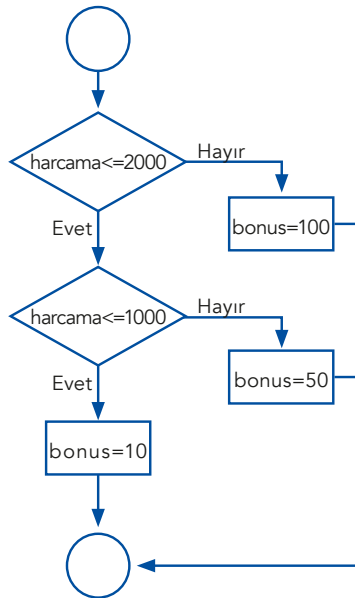 harcama<=2000
Hayır
bonus=100
Evet
harcama<=1000
Hayır
bonus=50
Evet
bonus=10